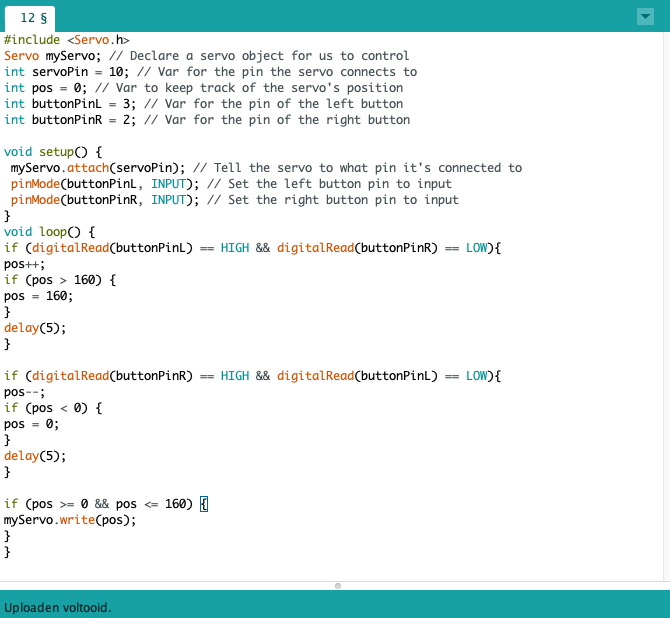 12 §
#include <Servo.h>
Servo myServo; // Declare a servo object for us to control
int servoPin = 10; // Var for the pin the servo connects to
int pos = 0; // Var to keep track of the servo's position
int buttonPinL = 3; // Var for the pin of the left button
int buttonPinR = 2; // Var for the pin of the right button
void setup() {
myServo.attach(servoPin); // Tell the servo to what pin it's connected to
pinMode(buttonPinL, INPUT); // Set the left button pin to input
pinMode(buttonPinR, INPUT); // Set the right button pin to input
}
void loop() {
if (digitalRead(buttonPinL) == HIGH && digitalRead(buttonPinR) == LOW){
pos++;
if (pos > 160) {
pos = 160;
}
delay(5);
}
if (digitalRead(buttonPinR) == HIGH && digitalRead(buttonPinL) == LOW){
pos--;
if (pos < 0) {
pos = 0;
}
delay(5);
}
if (pos >= 0 && pos <= 160) {
myServo.write(pos);
}
}
Uploaden voltooid.